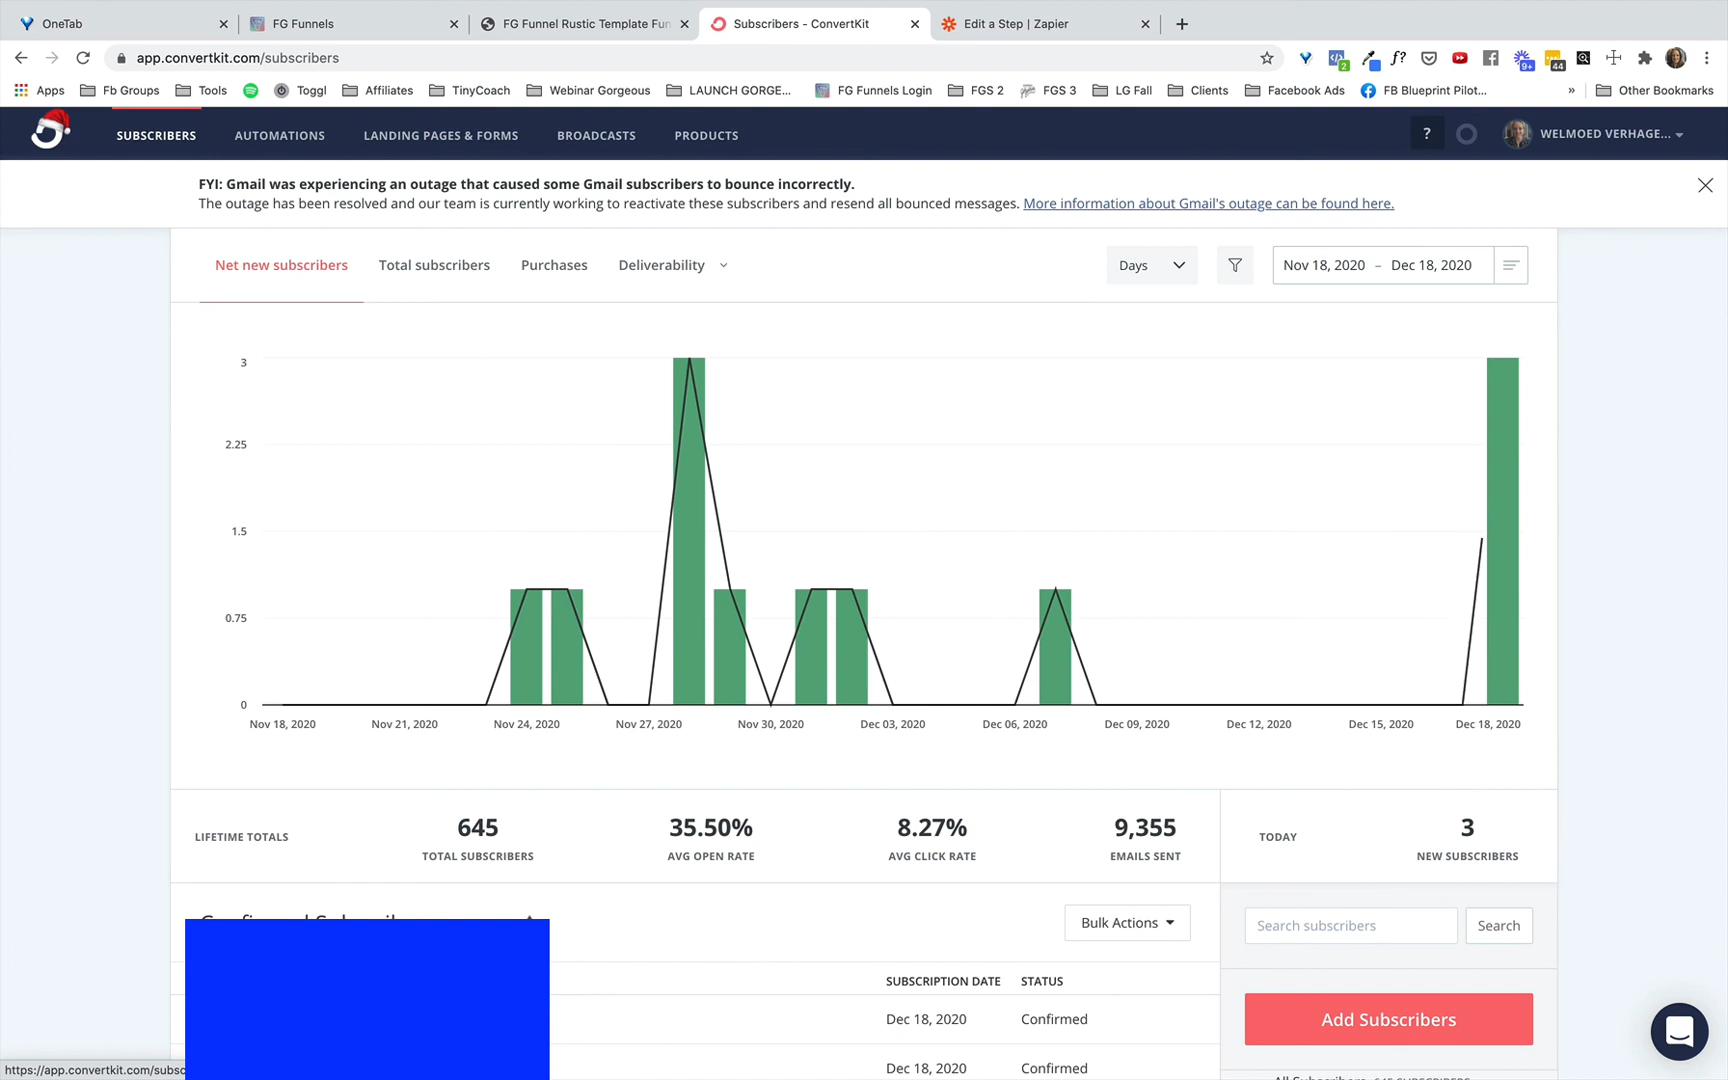 OneTab
FG Funnels
FG Funnel Rustic Template Fun
Subscribers - ConvertKit
Edit a Step | Zapier
app.convertkit.com/subscribers
f?
2
9+
44
Apps
Fb Groups
Tools
Toggl
Affiliates
TinyCoach
Webinar Gorgeous
LAUNCH GORGE...
FG Funnels Login
FGS 2
FGS 3
LG Fall
Clients
Facebook Ads
FB Blueprint Pilot...
»
Other Bookmarks
SUBSCRIBERS
AUTOMATIONS
LANDING PAGES & FORMS
BROADCASTS
PRODUCTS
?
WELMOED VERHAGE...
FYI: Gmail was experiencing an outage that caused some Gmail subscribers to bounce incorrectly.
The outage has been resolved and our team is currently working to reactivate these subscribers and resend all bounced messages. More information about Gmail's outage can be found here.
Net new subscribers
Total subscribers
Purchases
Deliverability
Days
Nov 18, 2020 – Dec 18, 2020
3
2.25
1.5
0.75
0
Nov 18, 2020
Nov 21, 2020
Nov 24, 2020
Nov 27, 2020
Nov 30, 2020
Dec 03, 2020
Dec 06, 2020
Dec 09, 2020
Dec 12, 2020
Dec 15, 2020
Dec 18, 2020
LIFETIME TOTALS
645
TOTAL SUBSCRIBERS
35.50%
AVG OPEN RATE
8.27%
AVG CLICK RATE
9,355
EMAILS SENT
TODAY
3
NEW SUBSCRIBERS
Bulk Actions
Search subscribers
Search
SUBSCRIPTION DATE
STATUS
Dec 18, 2020
Confirmed
Add Subscribers
Dec 18, 2020
Confirmed
https://app.convertkit.com/subsc